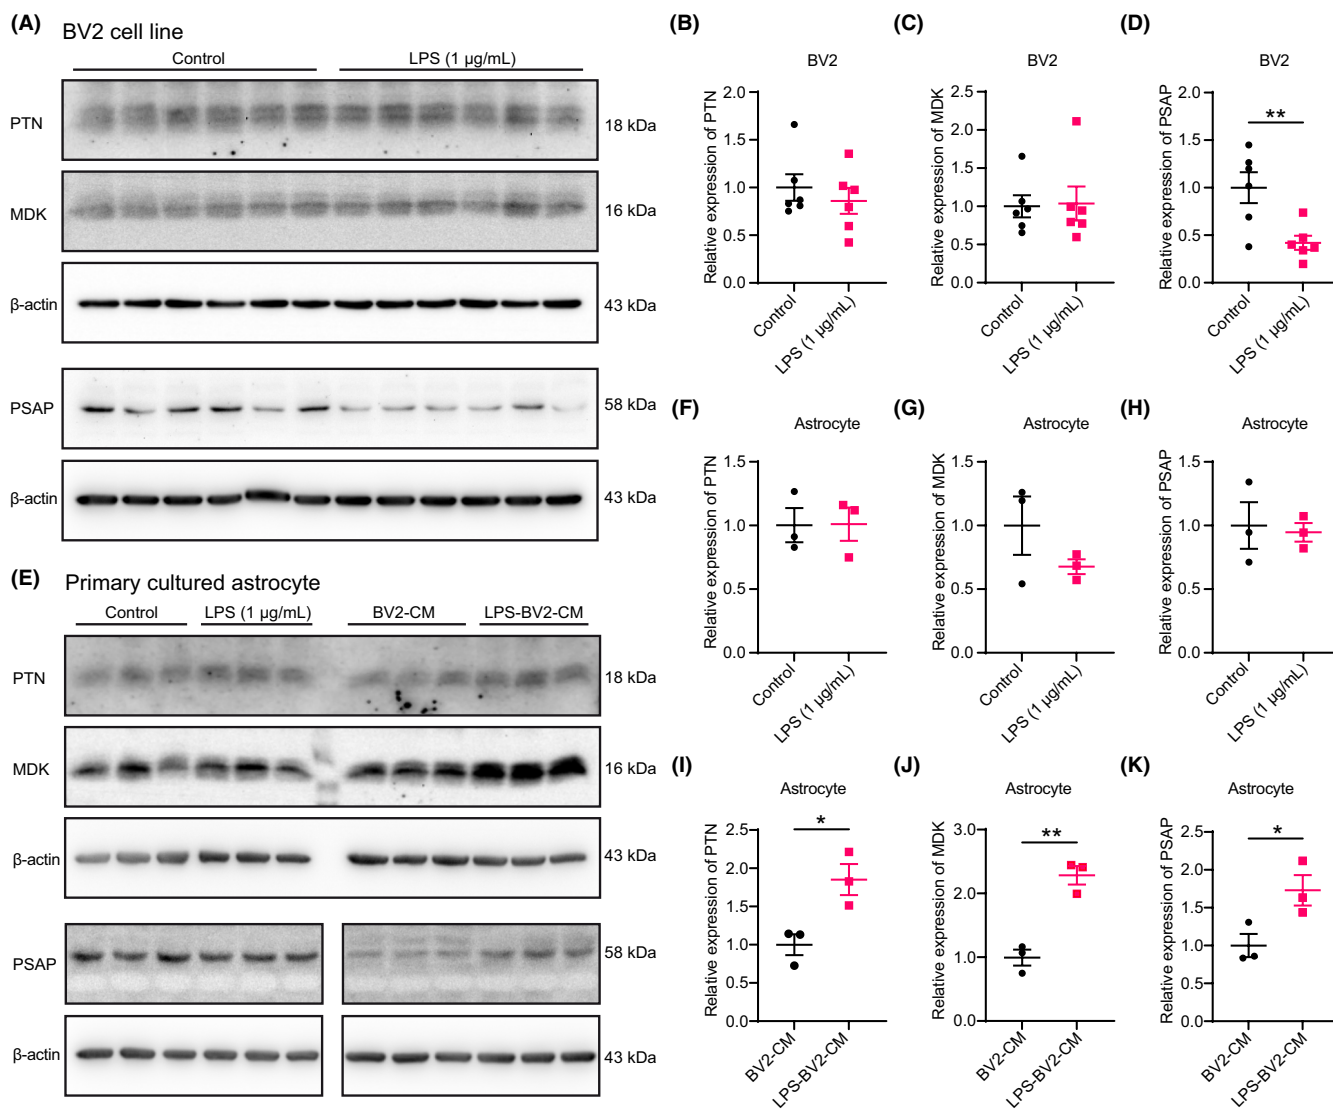 (A) BV2 cell line
Control LPS (1 µg/mL)
PTN 18 kDa
MDK 16 kDa
β-actin 43 kDa
PSAP 58 kDa
β-actin 43 kDa
(B)
BV2
Relative expression of PTN
2.0
1.5
1.0
0.5
0.0
Control
LPS (1 µg/mL)
(C)
BV2
Relative expression of MDK
2.5
2.0
1.5
1.0
0.5
0.0
Control
LPS (1 µg/mL)
(D)
BV2
Relative expression of PSAP
2.0
1.5
1.0
0.5
0.0
**
Control
LPS (1 µg/mL)
(E) Primary cultured astrocyte
Control LPS (1 µg/mL) BV2-CM LPS-BV2-CM
PTN 18 kDa
MDK 16 kDa
β-actin 43 kDa
PSAP 58 kDa
β-actin 43 kDa
(F)
Astrocyte
Relative expression of PTN
1.5
1.0
0.5
0.0
Control
LPS (1 µg/mL)
(G)
Astrocyte
Relative expression of MDK
1.5
1.0
0.5
0.0
Control
LPS (1 µg/mL)
(H)
Astrocyte
Relative expression of PSAP
1.5
1.0
0.5
0.0
Control
LPS (1 µg/mL)
(I)
Astrocyte
Relative expression of PTN
2.5
2.0
1.5
1.0
0.5
0.0
*
BV2-CM
LPS-BV2-CM
(J)
Astrocyte
Relative expression of MDK
3.0
2.0
1.0
0.0
**
BV2-CM
LPS-BV2-CM
(K)
Astrocyte
Relative expression of PSAP
2.5
2.0
1.5
1.0
0.5
0.0
*
BV2-CM
LPS-BV2-CM